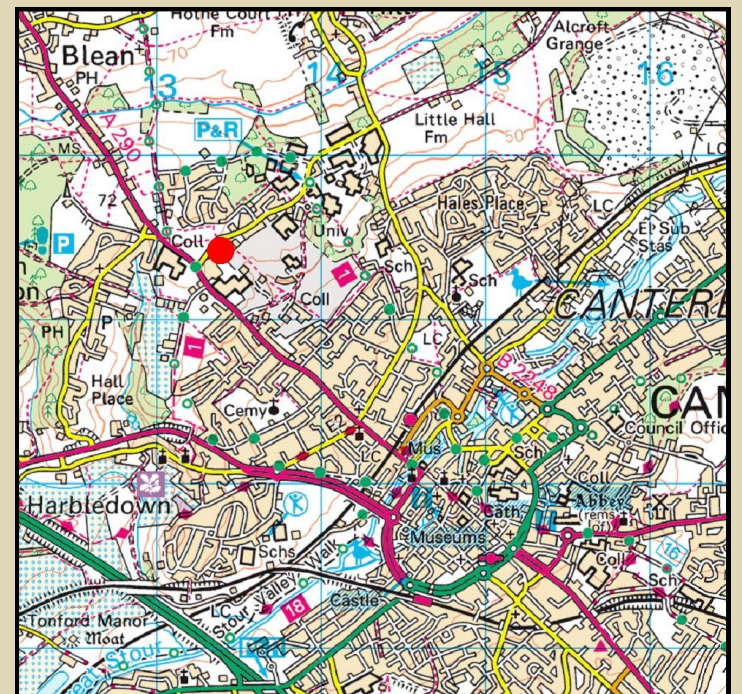 Hothe Court
Fm
Alcroft
Grange
Blean
PH
70
13
14
15
16
A 290
P&R
Little Hall
Fm
50
LC
MS
72
Hales Place
LC
P
Coll
Univ
El Sub
Stas
1
Sch
Sch
Coll
CANTERB
PH
P
LC
1
B 2248
Hall
Place
CAN
Cemy
Council Offic
Mus
LC
Sch
Harbledown
Cath
Abbey
(rems
of)
Museums
Schs
Coll
16
Sch
Stour Valley Walk
LC
18
Castle
Tonford Manor
Moat
Stour